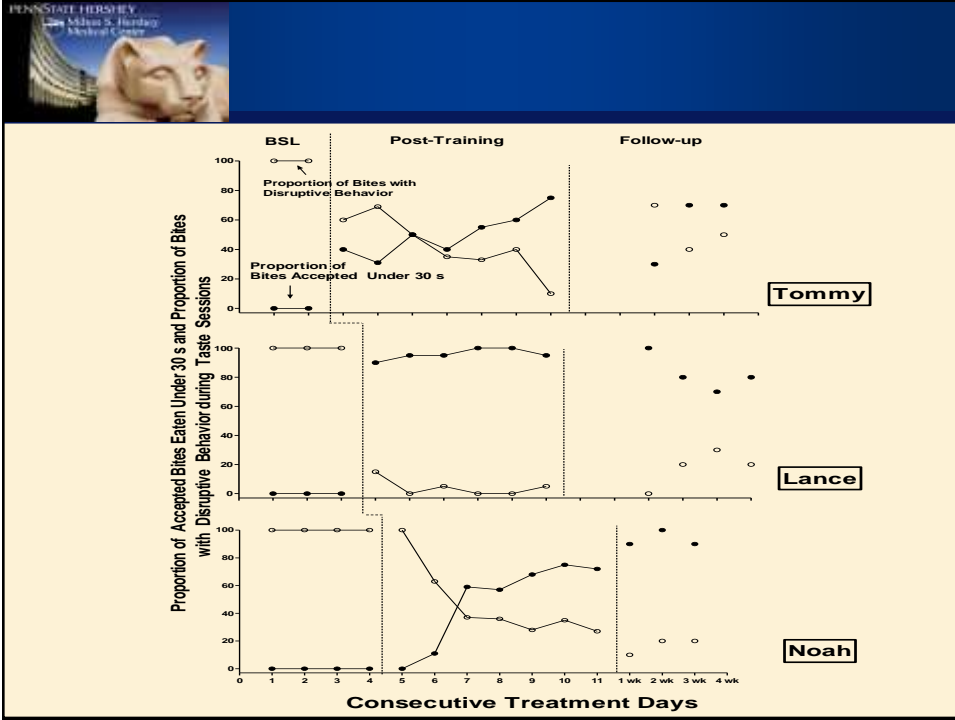 PENNSTATE HERSHEY
Milton S. Hershey
Medical Center
BSL Post-Training Follow-up
Proportion of Accepted Bites Eaten Under 30 s and Proportion of Bites
with Disruptive Behavior during Taste Sessions
100
Proportion of Bites with
Disruptive Behavior
80
60
40
Proportion of
Bites Accepted Under 30 s
20
0
Tommy
100
80
60
40
20
0
Lance
100
80
60
40
20
0
Noah
0 1 2 3 4 5 6 7 8 9 10 11 1 wk 2 wk 3 wk 4 wk
Consecutive Treatment Days